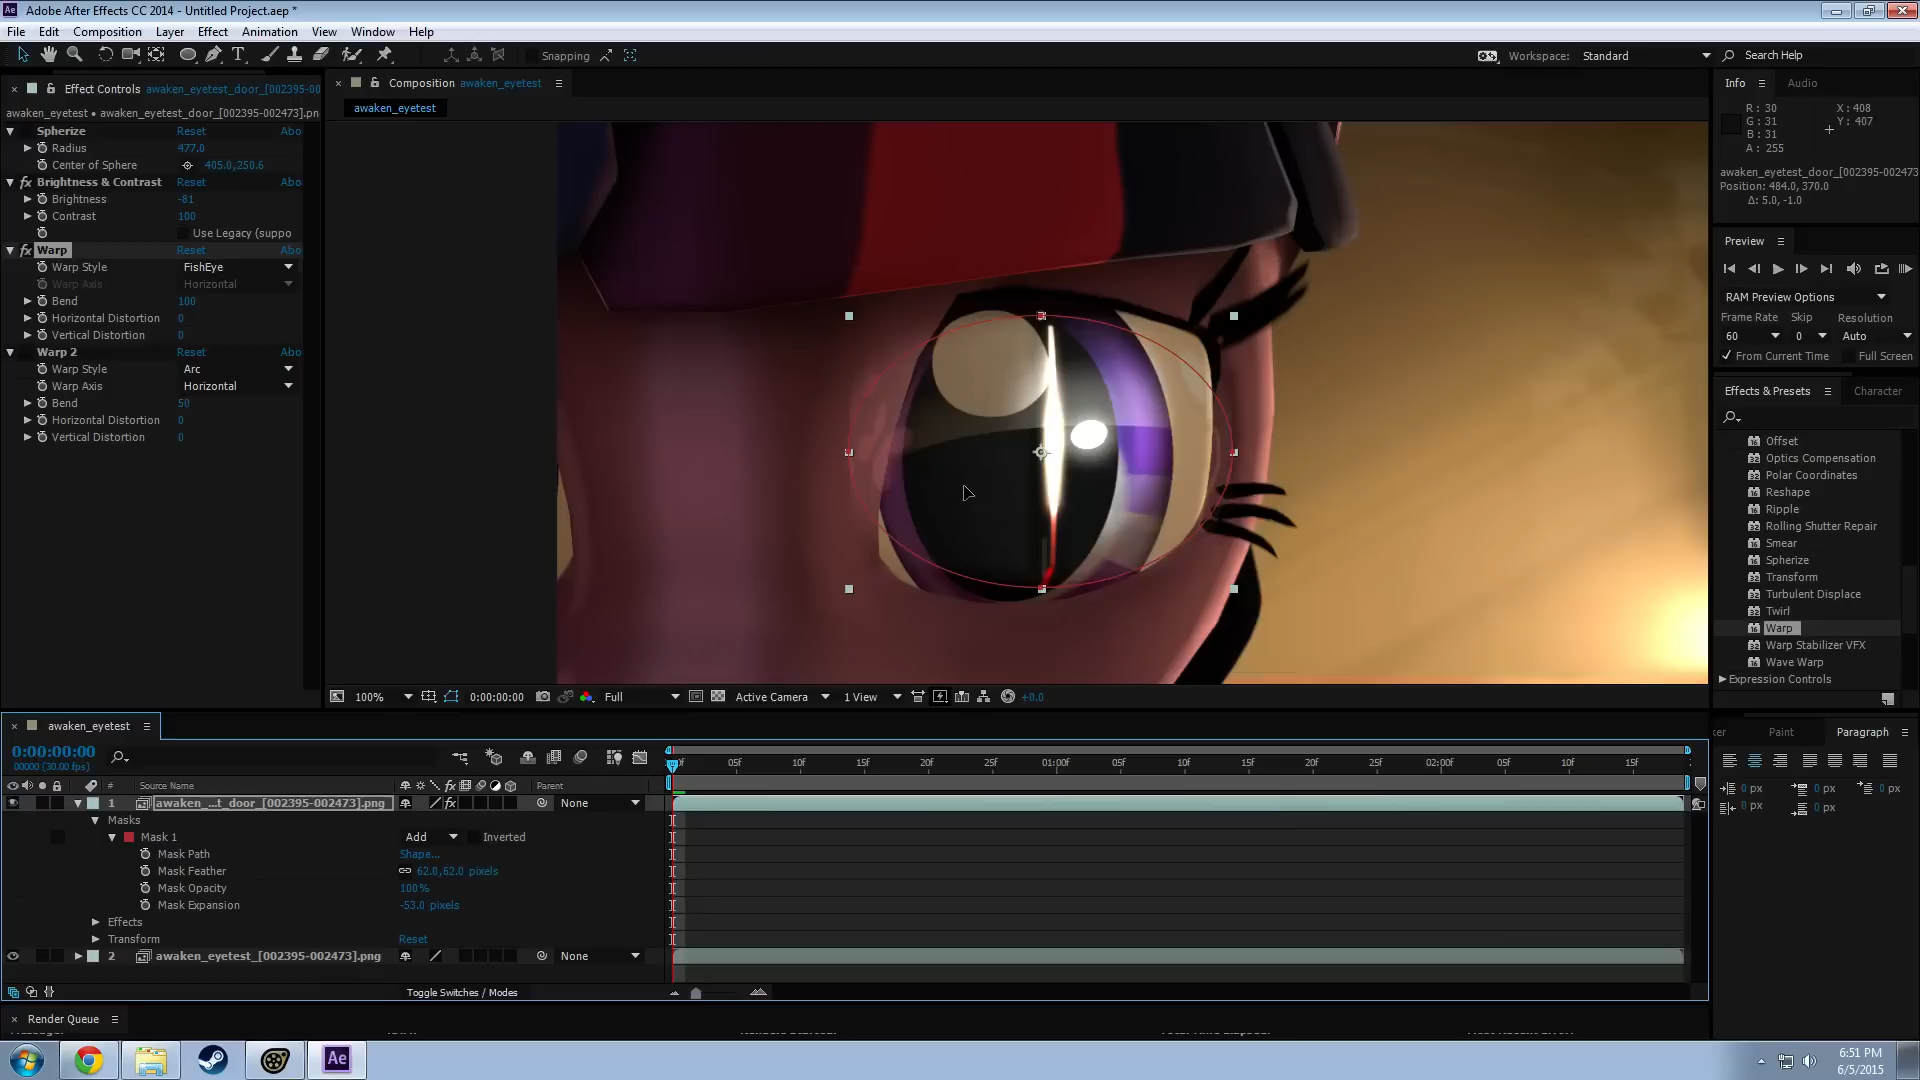 Adobe After Effects CC 2014 - Untitled Project.aep *
File Edit Composition Layer Effect Animation View Window Help
Snapping
Workspace: Standard
Search Help
Effect Controls awaken_eyetest_door_[002395-00
awaken_eyetest • awaken_eyetest_door_[002395-002473].pn
Spherize Reset Abo
Radius 477.0
Center of Sphere 405.0,250.6
Brightness & Contrast Reset Abo
Brightness -81
Contrast 100
Use Legacy (suppo
Warp Reset Abo
Warp Style FishEye
Warp Axis Horizontal
Bend 100
Horizontal Distortion 0
Vertical Distortion 0
Warp 2 Reset Abo
Warp Style Arc
Warp Axis Horizontal
Bend 50
Horizontal Distortion 0
Vertical Distortion 0
Composition awaken_eyetest
awaken_eyetest
100% 0:00:00:00 Full Active Camera 1 View +0.0
Info Audio
R: 30 X: 408
G: 31 Y: 407
B: 31
A: 255
awaken_eyetest_door_[002395-002473
Position: 484.0, 370.0
Δ: 5.0, -1.0
Preview
RAM Preview Options
Frame Rate Skip Resolution
60 0 Auto
From Current Time Full Screen
Effects & Presets Character
Offset
Optics Compensation
Polar Coordinates
Reshape
Ripple
Rolling Shutter Repair
Smear
Spherize
Transform
Turbulent Displace
Twirl
Warp
Warp Stabilizer VFX
Wave Warp
Expression Controls
ker Paint Paragraph
0 px 0 px 0 px
0 px 0 px
awaken_eyetest
0:00:00:00
00000 (30.00 fps)
05f 10f 15f 20f 25f 01:00f 05f 10f 15f 20f 25f 02:00f 05f 10f 15f
# Source Name Parent
1 awaken_...t_door_[002395-002473].png None
Masks
Mask 1 Add Inverted
Mask Path Shape...
Mask Feather 62.0,62.0 pixels
Mask Opacity 100%
Mask Expansion -53.0 pixels
Effects
Transform Reset
2 awaken_eyetest_[002395-002473].png None
Toggle Switches / Modes
Render Queue
Ae
6:51 PM
6/5/2015